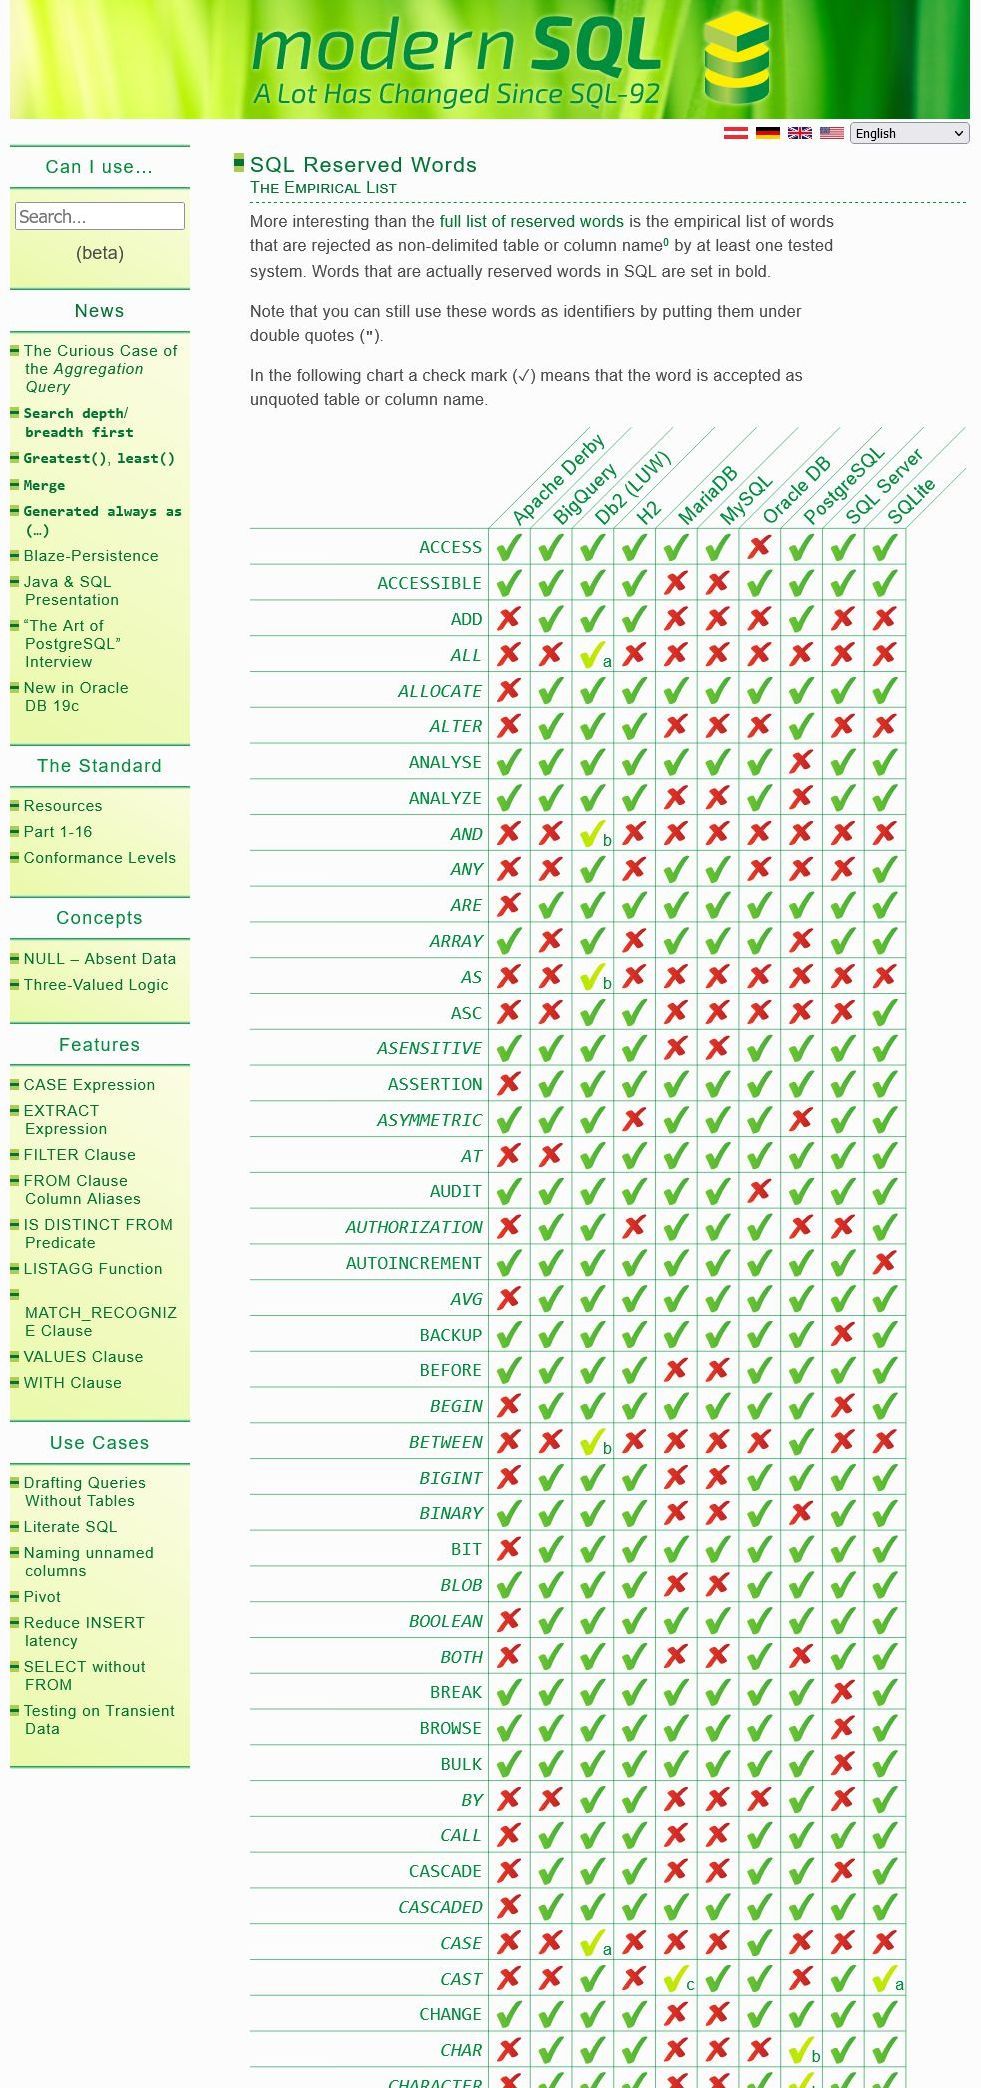 modern SQL
A Lot Has Changed Since SQL-92
English
Can I use...
Search...
(beta)
News
The Curious Case of
the Aggregation
Query
Search depth/
breadth first
Greatest(), least()
Merge
Generated always as
(…)
Blaze-Persistence
Java & SQL
Presentation
“The Art of
PostgreSQL”
Interview
New in Oracle
DB 19c
The Standard
Resources
Part 1-16
Conformance Levels
Concepts
NULL – Absent Data
Three-Valued Logic
Features
CASE Expression
EXTRACT
Expression
FILTER Clause
FROM Clause
Column Aliases
IS DISTINCT FROM
Predicate
LISTAGG Function
MATCH_RECOGNIZ
E Clause
VALUES Clause
WITH Clause
Use Cases
Drafting Queries
Without Tables
Literate SQL
Naming unnamed
columns
Pivot
Reduce INSERT
latency
SELECT without
FROM
Testing on Transient
Data
SQL Reserved Words
The Empirical List
More interesting than the full list of reserved words is the empirical list of words
that are rejected as non-delimited table or column name0 by at least one tested
system. Words that are actually reserved words in SQL are set in bold.
Note that you can still use these words as identifiers by putting them under
double quotes (").
In the following chart a check mark (✓) means that the word is accepted as
unquoted table or column name.
Apache Derby
BigQuery
Db2 (LUW)
H2
MariaDB
MySQL
Oracle DB
PostgreSQL
SQL Server
SQLite
ACCESS
ACCESSIBLE
ADD
ALL a
ALLOCATE
ALTER
ANALYSE
ANALYZE
AND b
ANY
ARE
ARRAY
AS b
ASC
ASENSITIVE
ASSERTION
ASYMMETRIC
AT
AUDIT
AUTHORIZATION
AUTOINCREMENT
AVG
BACKUP
BEFORE
BEGIN
BETWEEN b
BIGINT
BINARY
BIT
BLOB
BOOLEAN
BOTH
BREAK
BROWSE
BULK
BY
CALL
CASCADE
CASCADED
CASE a
CAST c a
CHANGE
CHAR b
CHARACTER